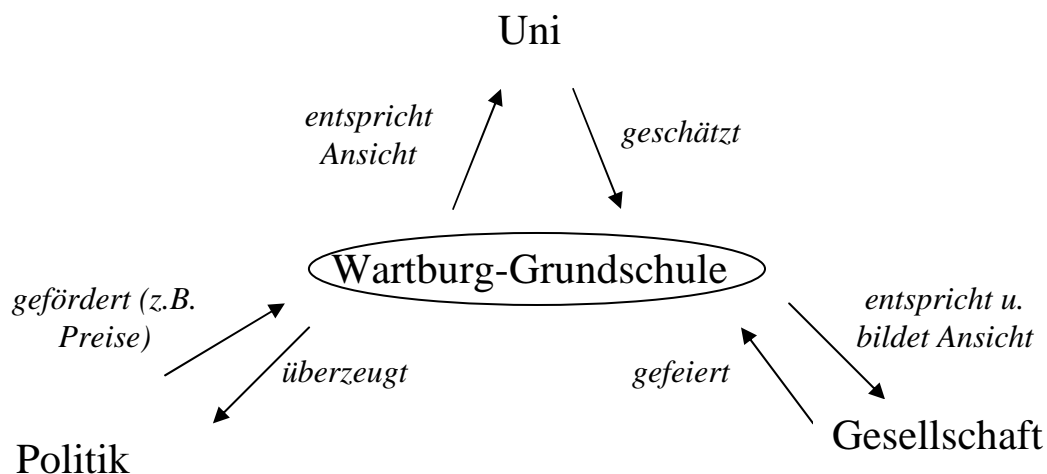 Uni
entspricht
Ansicht
geschätzt
Wartburg-Grundschule
gefördert (z.B.
Preise)
überzeugt
gefeiert
entspricht u.
bildet Ansicht
Politik
Gesellschaft